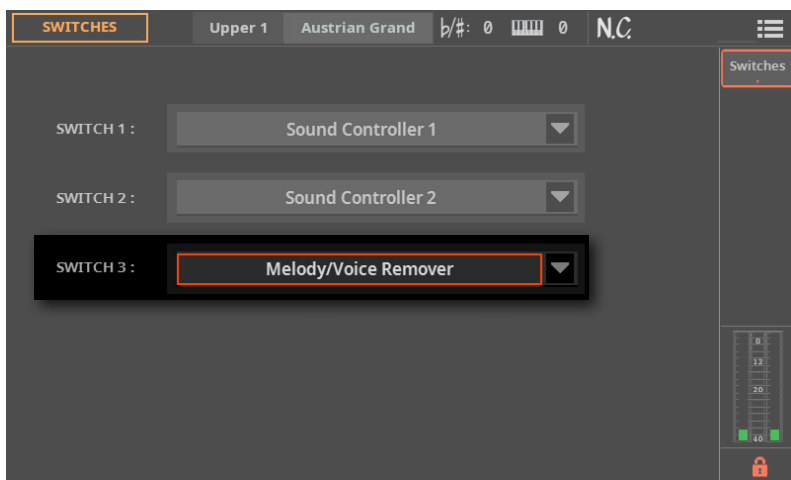 SWITCHES Upper 1 Austrian Grand ♭/#: 0 0 N.C.
Switches
SWITCH 1 : Sound Controller 1
SWITCH 2 : Sound Controller 2
SWITCH 3 : Melody/Voice Remover
0
12
20
40